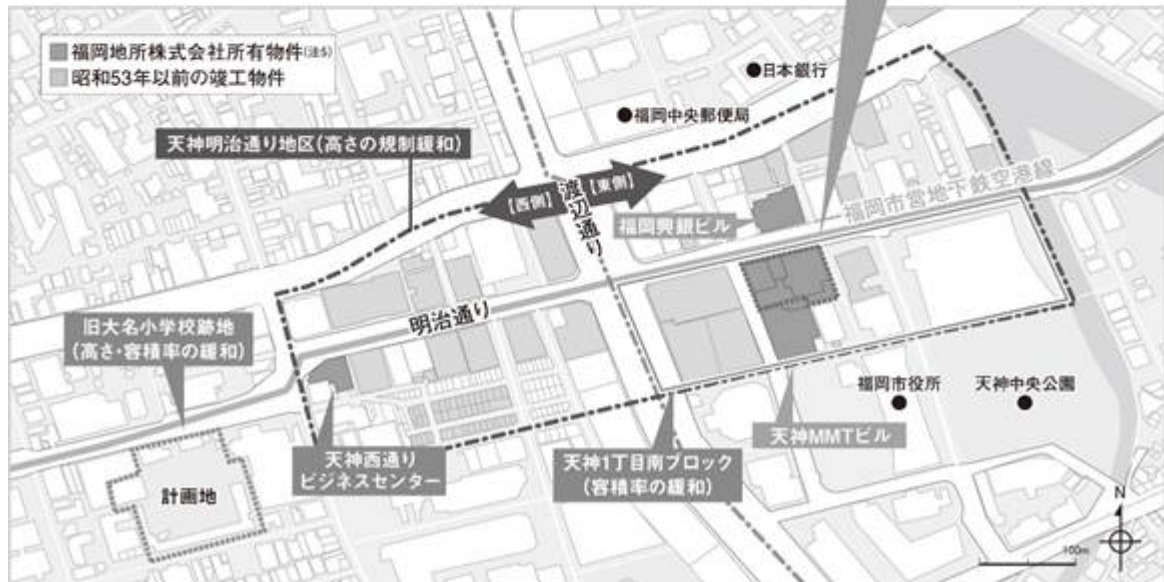 福岡地所株式会社所有物件(注5)
昭和53年以前の竣工物件
●日本銀行
●福岡中央郵便局
天神明治通り地区(高さの規制緩和)
【西側】
【東側】
渡辺通り
福岡興銀ビル
福岡市営地下鉄空港線
明治通り
旧大名小学校跡地
(高さ・容積率の緩和)
福岡市役所
天神中央公園
天神MMTビル
天神西通り
ビジネスセンター
天神1丁目南ブロック
(容積率の緩和)
計画地
N
100m